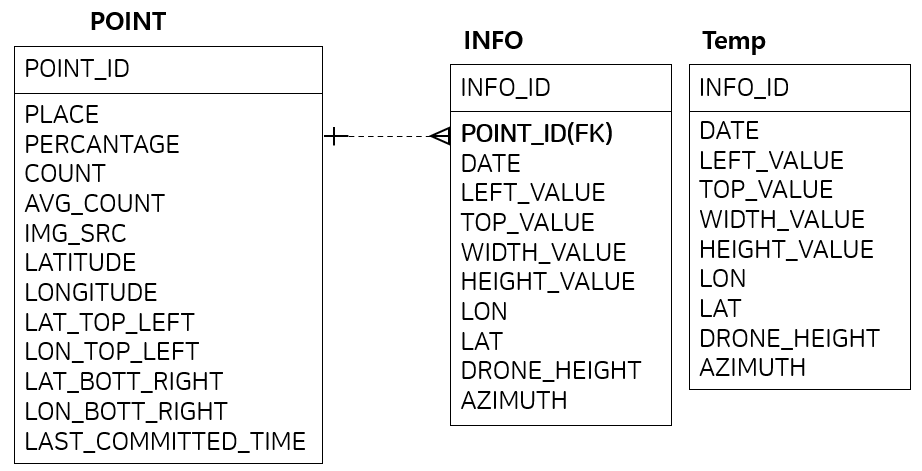 POINT
POINT_ID
PLACE
PERCANTAGE
COUNT
AVG_COUNT
IMG_SRC
LATITUDE
LONGITUDE
LAT_TOP_LEFT
LON_TOP_LEFT
LAT_BOTT_RIGHT
LON_BOTT_RIGHT
LAST_COMMITTED_TIME
INFO
INFO_ID
POINT_ID(FK)
DATE
LEFT_VALUE
TOP_VALUE
WIDTH_VALUE
HEIGHT_VALUE
LON
LAT
DRONE_HEIGHT
AZIMUTH
Temp
INFO_ID
DATE
LEFT_VALUE
TOP_VALUE
WIDTH_VALUE
HEIGHT_VALUE
LON
LAT
DRONE_HEIGHT
AZIMUTH